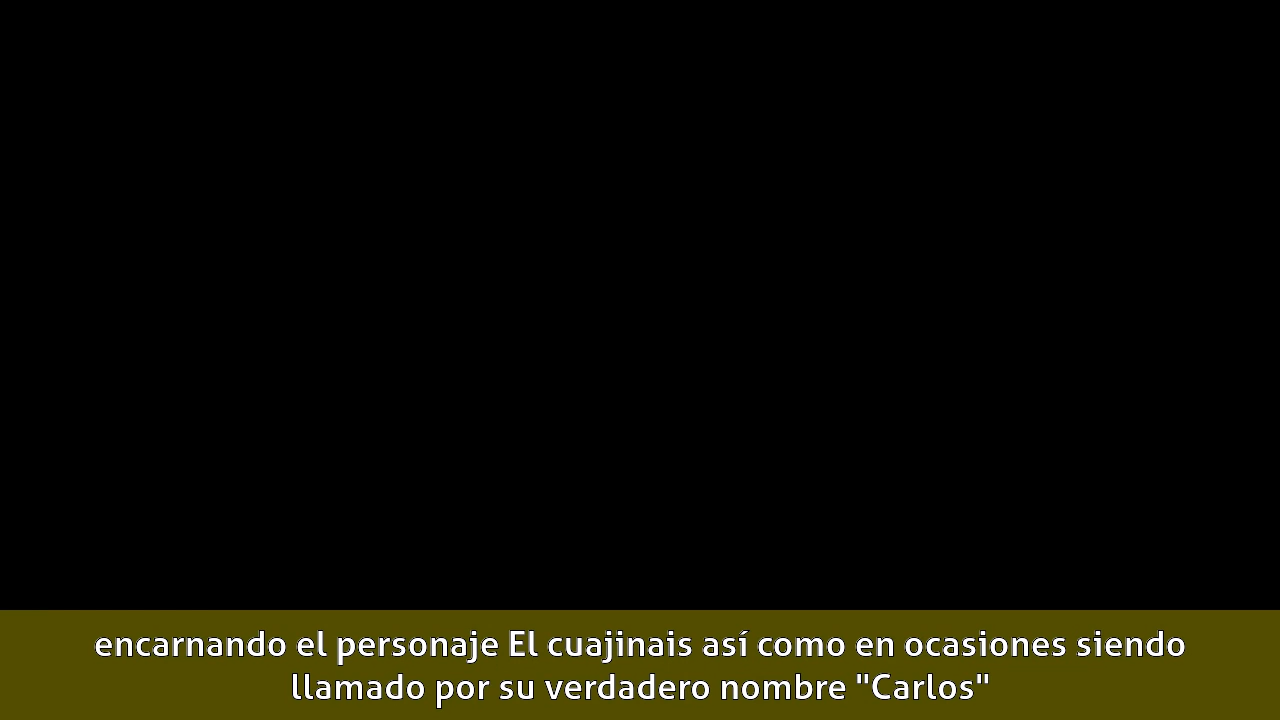 encarnando el personaje El cuajinais así como en ocasiones siendo
llamado por su verdadero nombre "Carlos"